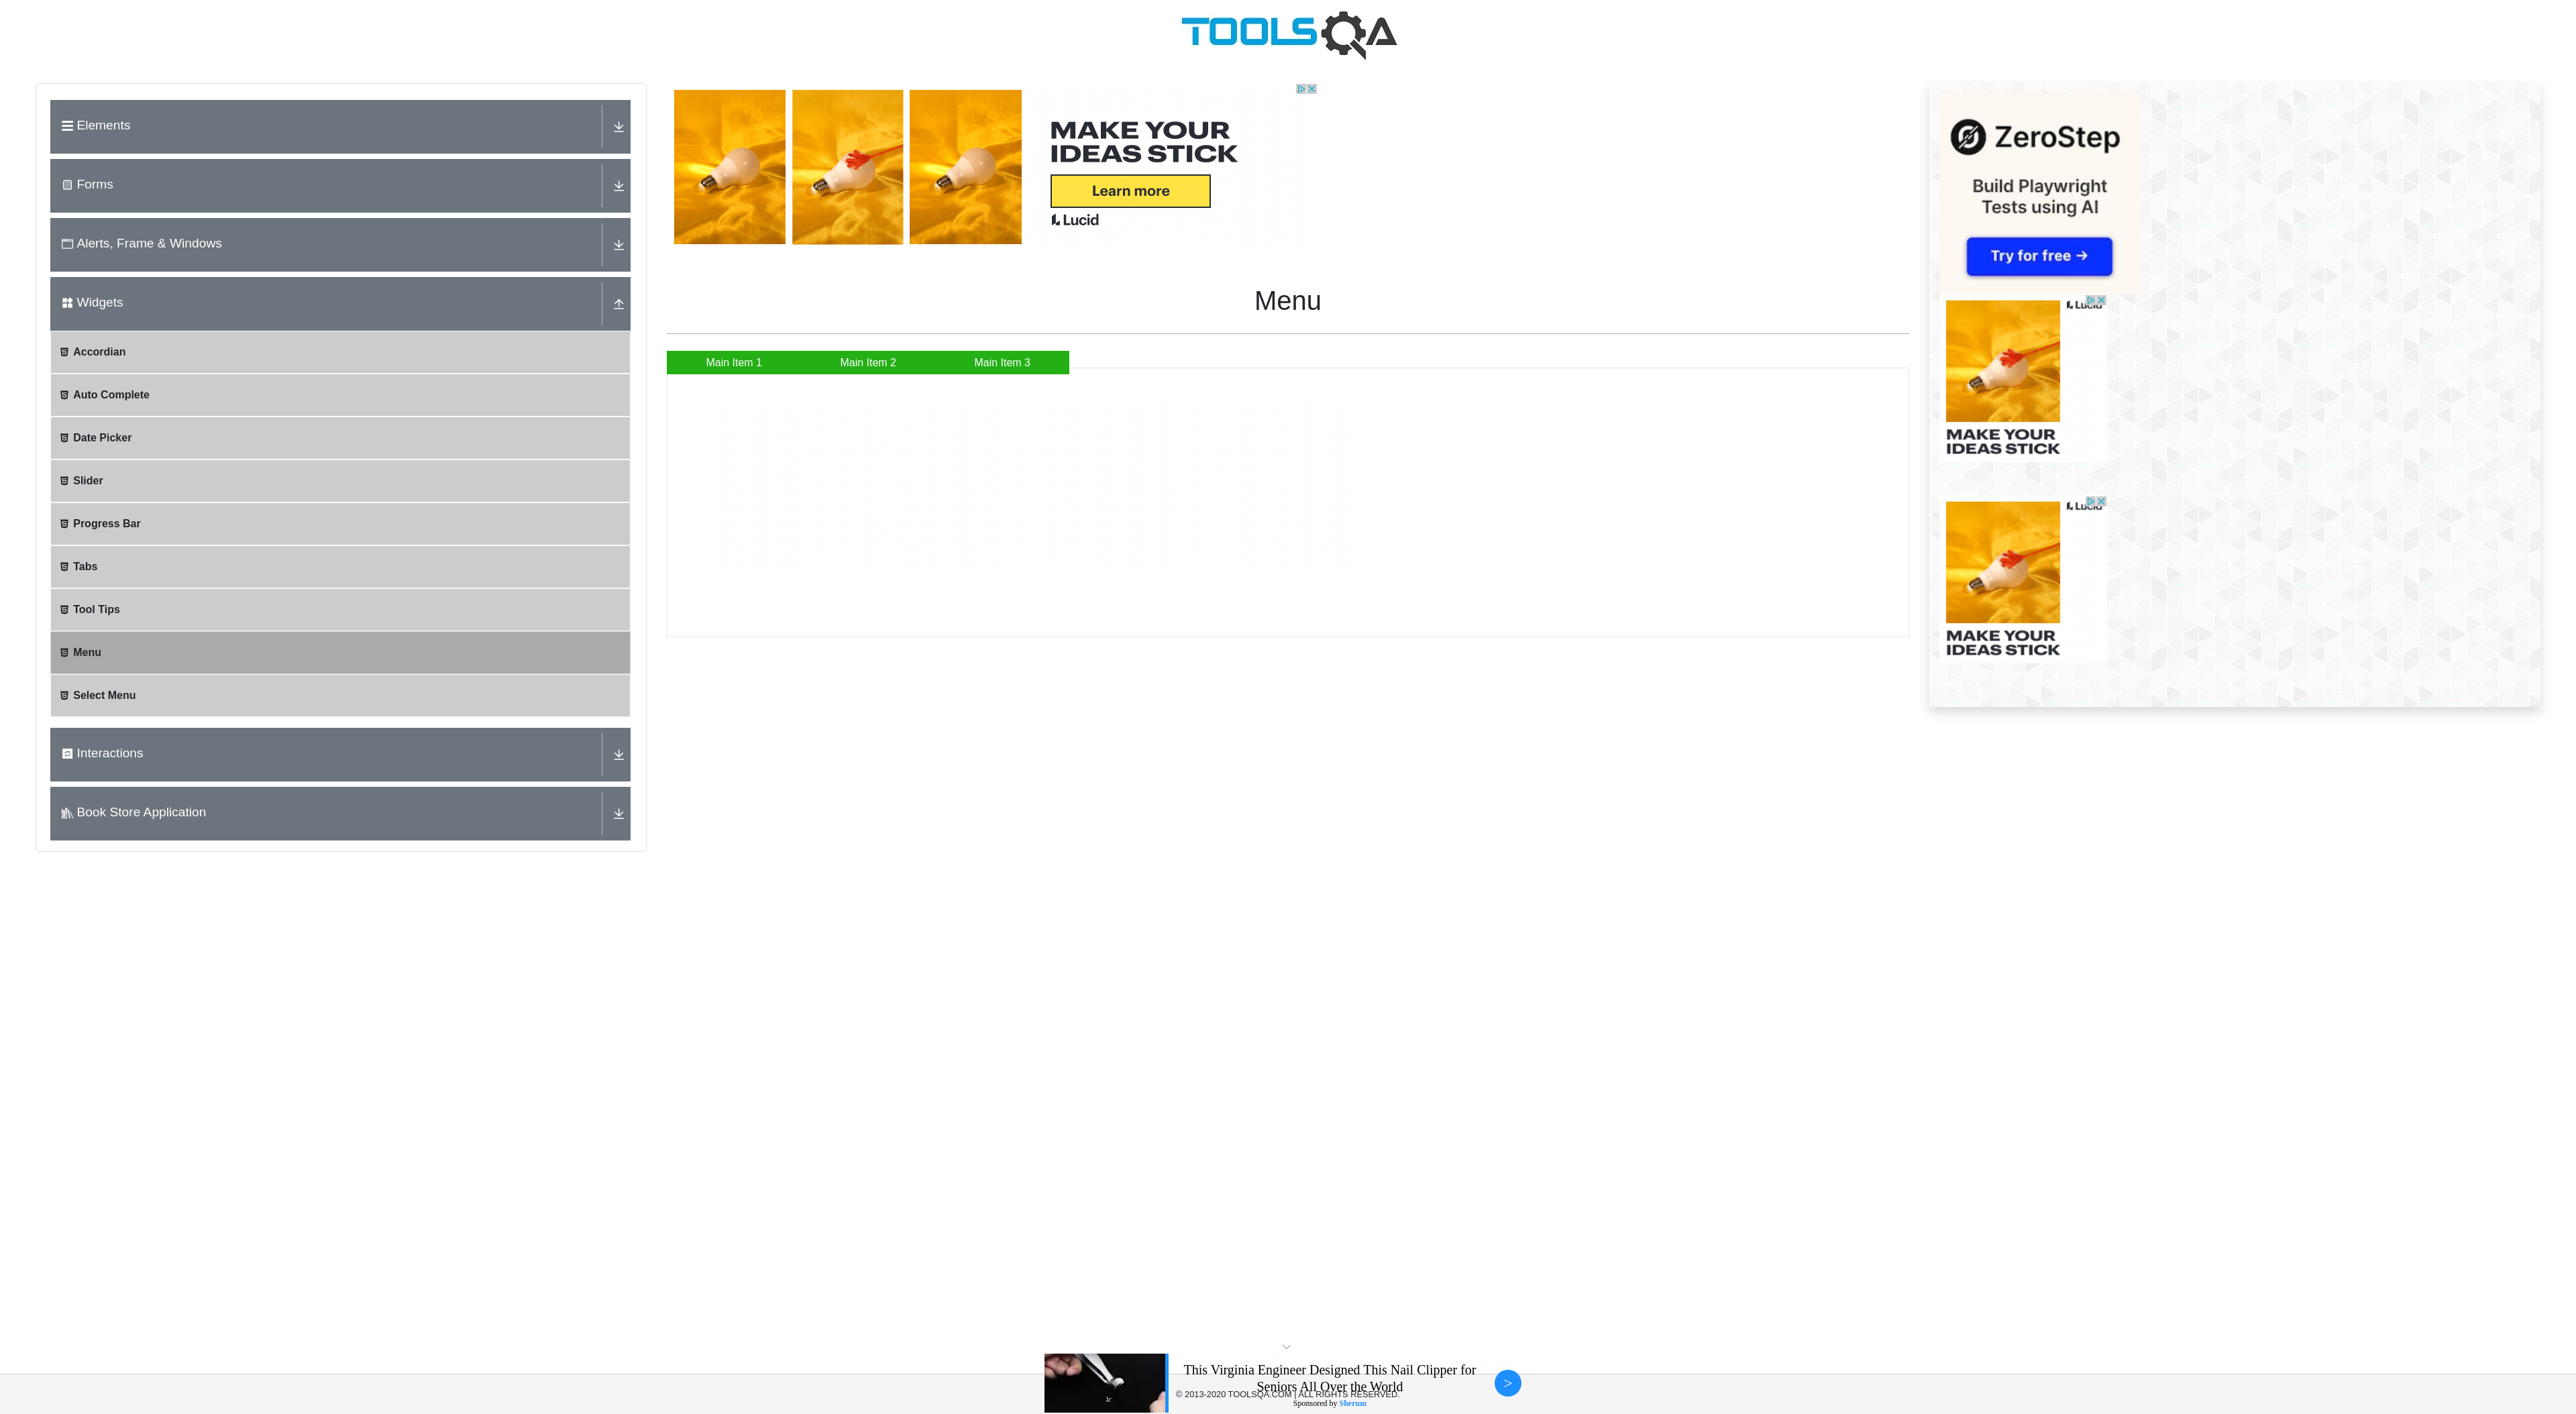 TOOLSQA
Elements
Forms
Alerts, Frame & Windows
Widgets
Accordian
Auto Complete
Date Picker
Slider
Progress Bar
Tabs
Tool Tips
Menu
Select Menu
Interactions
Book Store Application
MAKE YOUR
IDEAS STICK
Learn more
Lucid
Menu
Main Item 1
Main Item 2
Main Item 3
ZeroStep
Build Playwright
Tests using AI
Try for free →
Lucid
MAKE YOUR
IDEAS STICK
Lucid
MAKE YOUR
IDEAS STICK
This Virginia Engineer Designed This Nail Clipper for
Seniors All Over the World
© 2013-2020 TOOLSQA.COM | ALL RIGHTS RESERVED.
Sponsored by Sherum
>